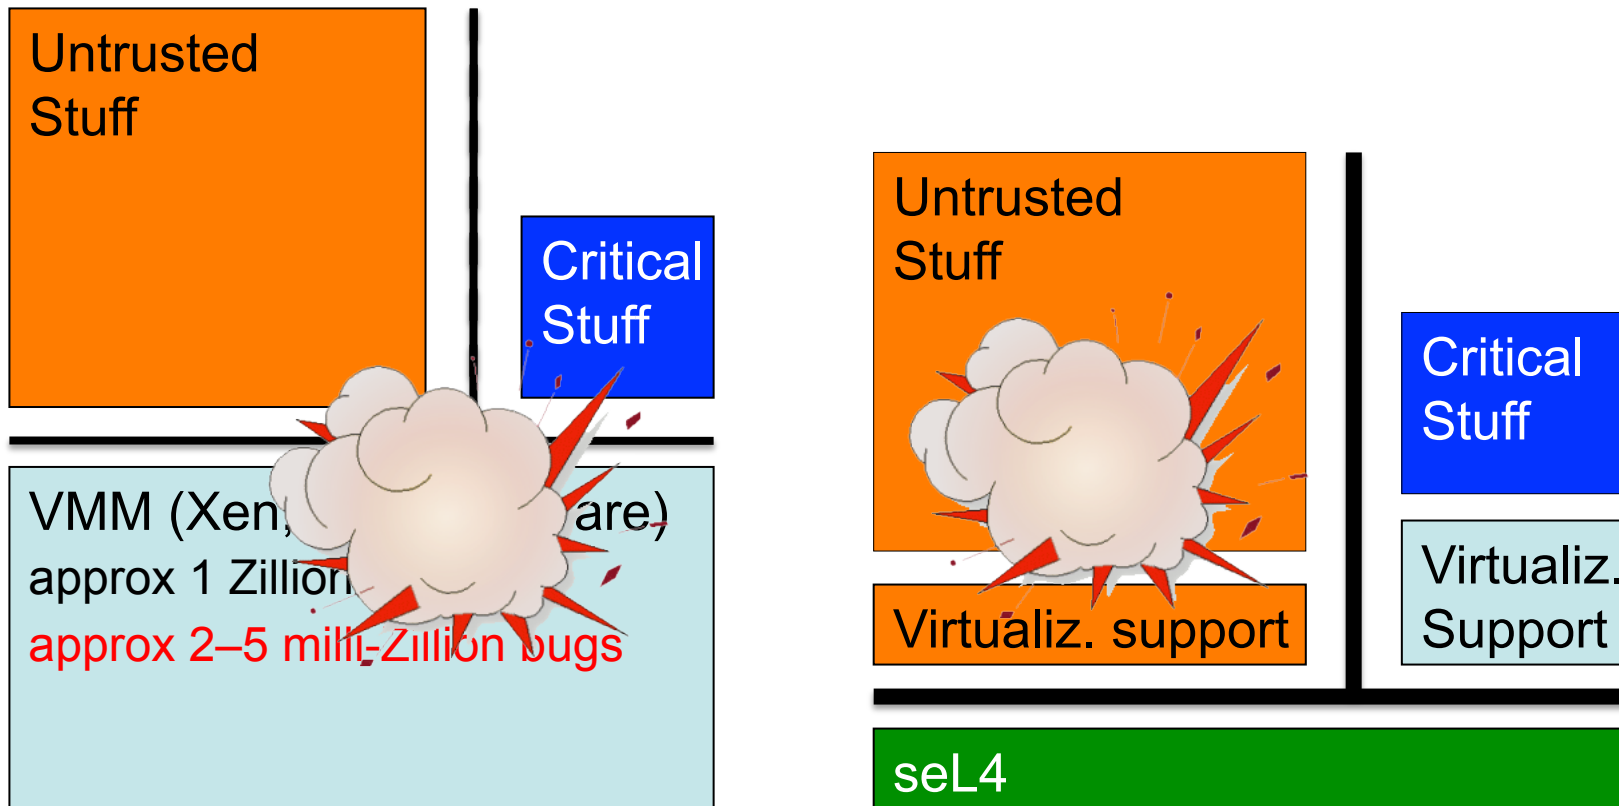 Untrusted
Stuff
Critical
Stuff
VMM (Xen, are)
approx 1 Zillion
approx 2–5 milli-Zillion bugs
Untrusted
Stuff
Critical
Stuff
Virtualiz. support
Virtualiz.
Support
seL4